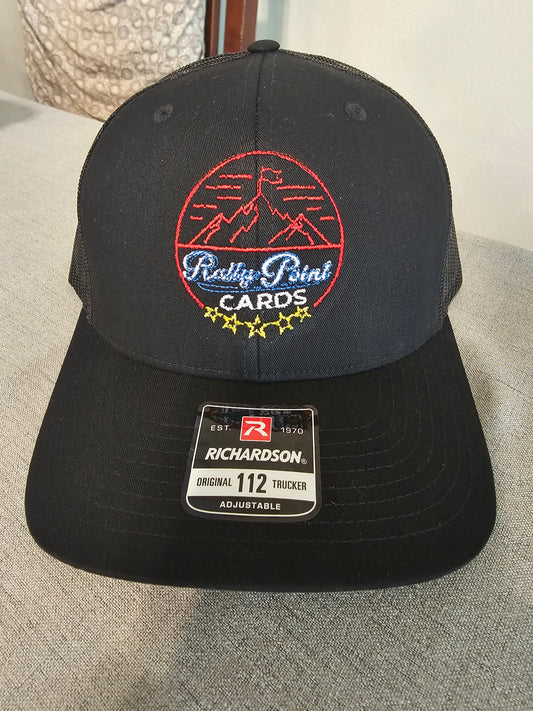 Rally Point
CARDS
EST. R 1970
RICHARDSON®
ORIGINAL 112 TRUCKER
ADJUSTABLE